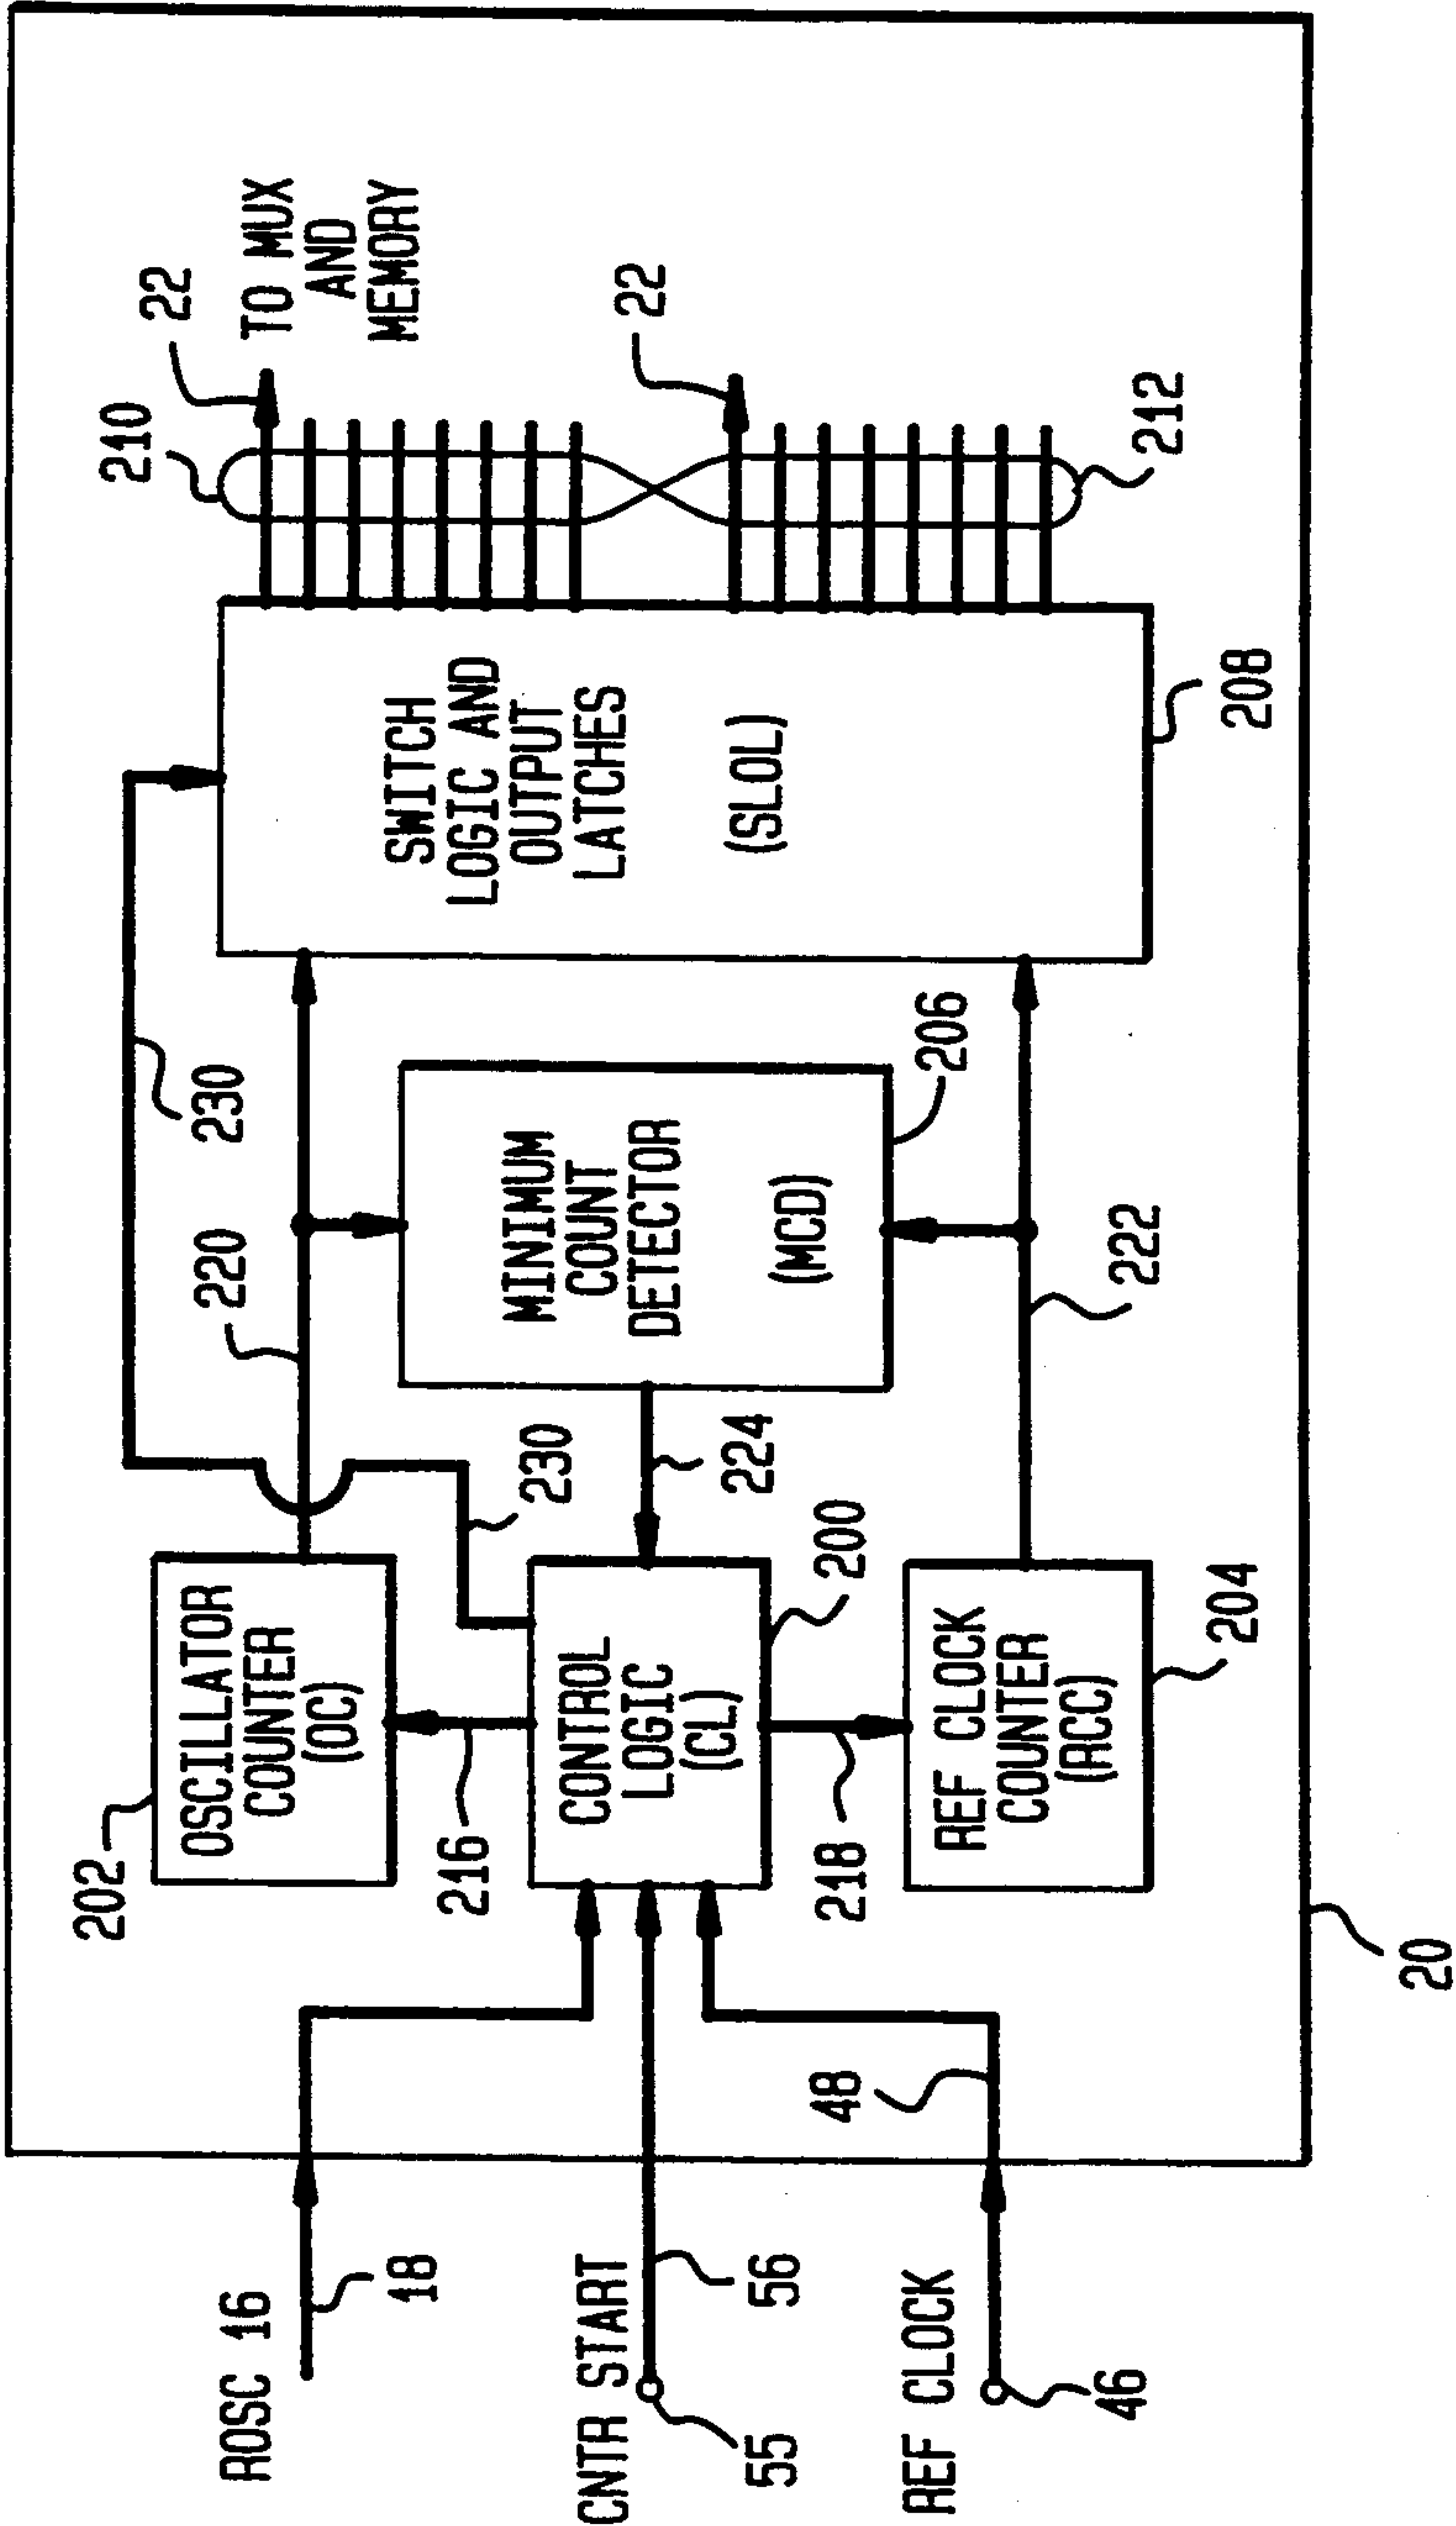 230
210
22
TO MUX
AND
MEMORY
202
OSCILLATOR
COUNTER
(OC)
220
SWITCH
LOGIC AND
OUTPUT
LATCHES
(SLOL)
ROSC 16
18
216
230
MINIMUM
COUNT
DETECTOR
(MCD)
22
CNTR START
55
56
CONTROL
LOGIC
(CL)
224
200
206
REF CLOCK
46
48
218
REF CLOCK
COUNTER
(RCC)
204
222
208
212
20